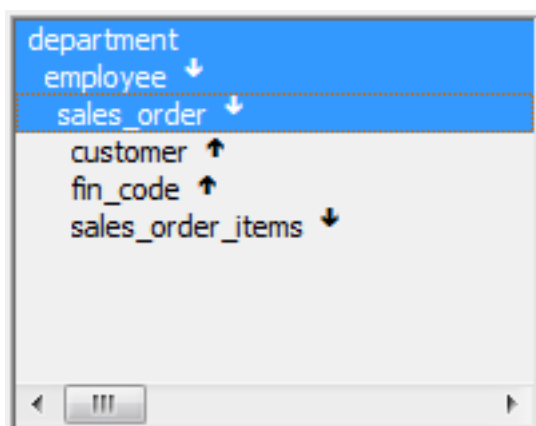 department
employee
sales_order
customer
fin_code
sales_order_items